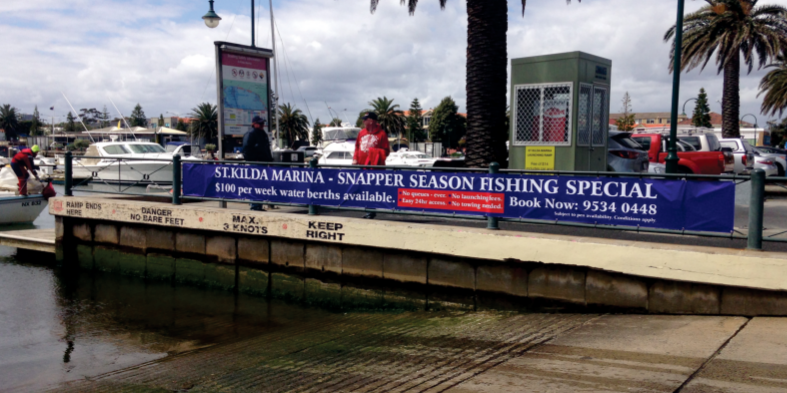 ST.KILDA MARINA - SNAPPER SEASON FISHING SPECIAL
$100 per week water berths available.
No queues - ever.
No launching fees.
Easy 24hr access.
No towing.
Book Now: 9534 0448
Subject to pre availability. Conditions apply.
RAMP ENDS
HERE
DANGER
NO BARE FEET
MAX.
3 KNOTS
KEEP
RIGHT